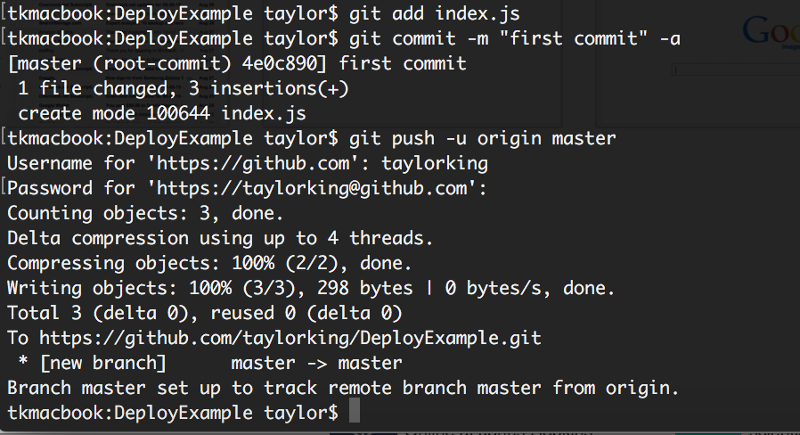 [tkmacbook:DeployExample taylor$ git add index.js
[tkmacbook:DeployExample taylor$ git commit -m "first commit" -a
[master (root-commit) 4e0c890] first commit
 1 file changed, 3 insertions(+)
 create mode 100644 index.js
[tkmacbook:DeployExample taylor$ git push -u origin master
Username for 'https://github.com': taylorking
[Password for 'https://taylorking@github.com':
Counting objects: 3, done.
Delta compression using up to 4 threads.
Compressing objects: 100% (2/2), done.
Writing objects: 100% (3/3), 298 bytes | 0 bytes/s, done.
Total 3 (delta 0), reused 0 (delta 0)
To https://github.com/taylorking/DeployExample.git
 * [new branch]      master -> master
Branch master set up to track remote branch master from origin.
tkmacbook:DeployExample taylor$